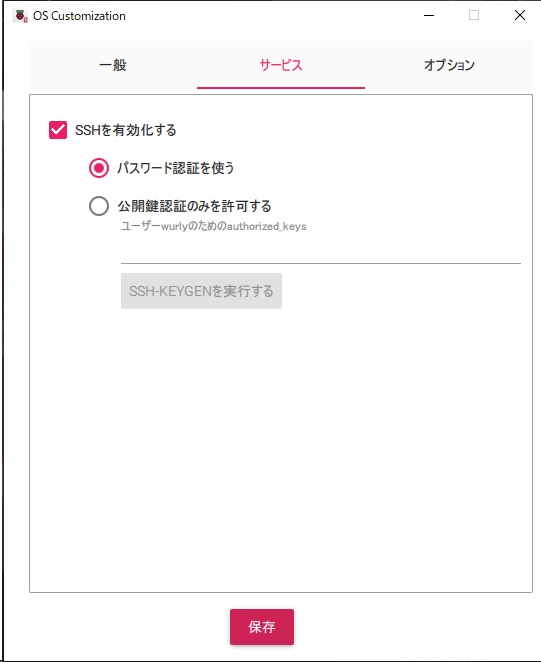 OS Customization
一般 サービス オプション
SSHを有効化する
パスワード認証を使う
公開鍵認証のみを許可する
ユーザーwurlyのためのauthorized_keys
SSH-KEYGENを実行する
保存